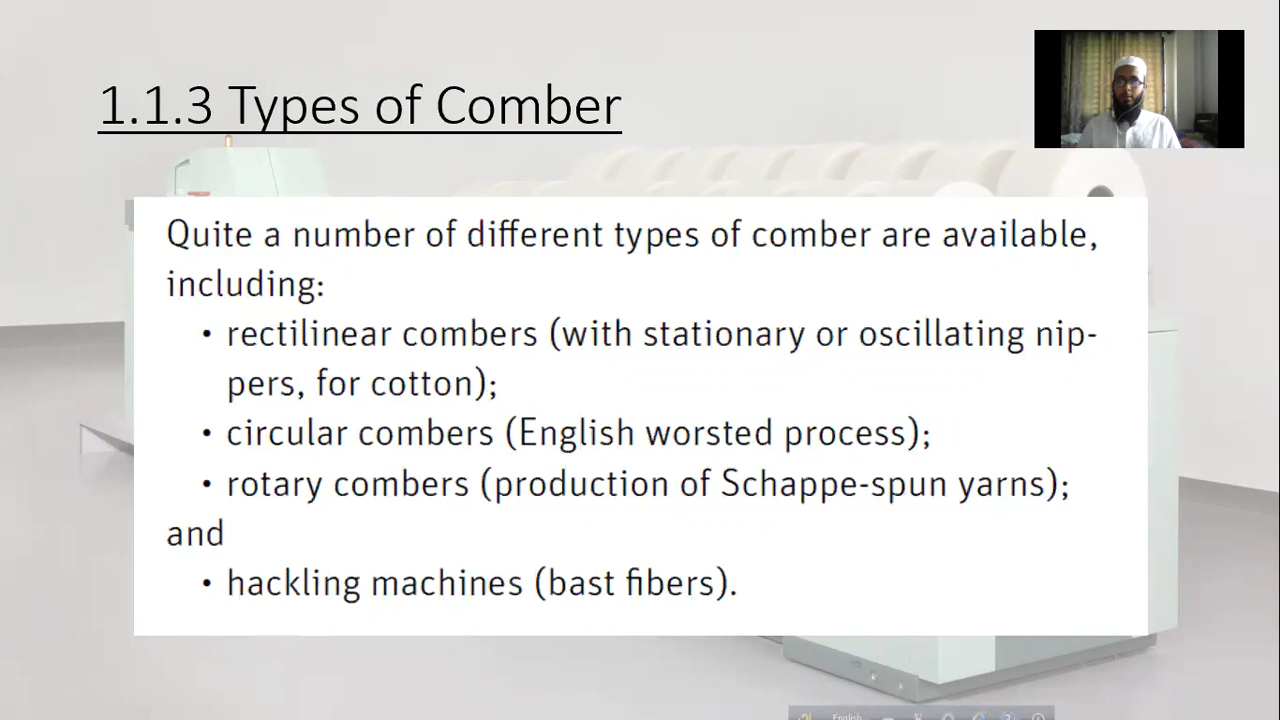 1.1.3 Types of Comber
Quite a number of different types of comber are available,
including:
• rectilinear combers (with stationary or oscillating nip-
pers, for cotton);
• circular combers (English worsted process);
• rotary combers (production of Schappe-spun yarns);
and
• hackling machines (bast fibers).
English